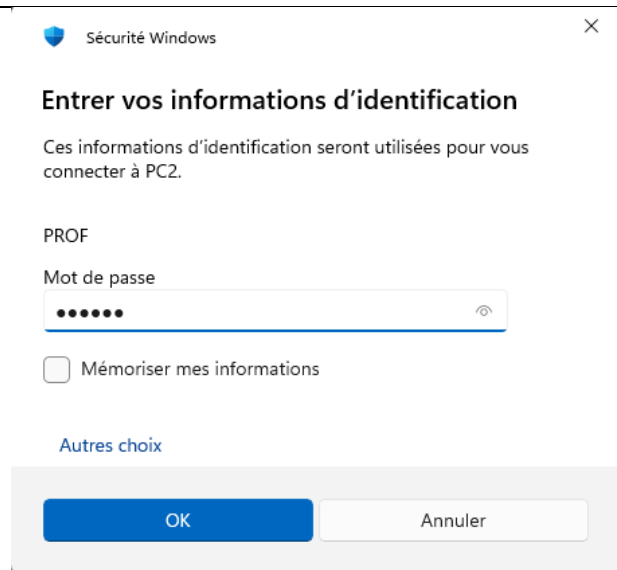 Sécurité Windows
Entrer vos informations d’identification
Ces informations d’identification seront utilisées pour vous
connecter à PC2.
PROF
Mot de passe
••••••
Mémoriser mes informations
Autres choix
OK
Annuler